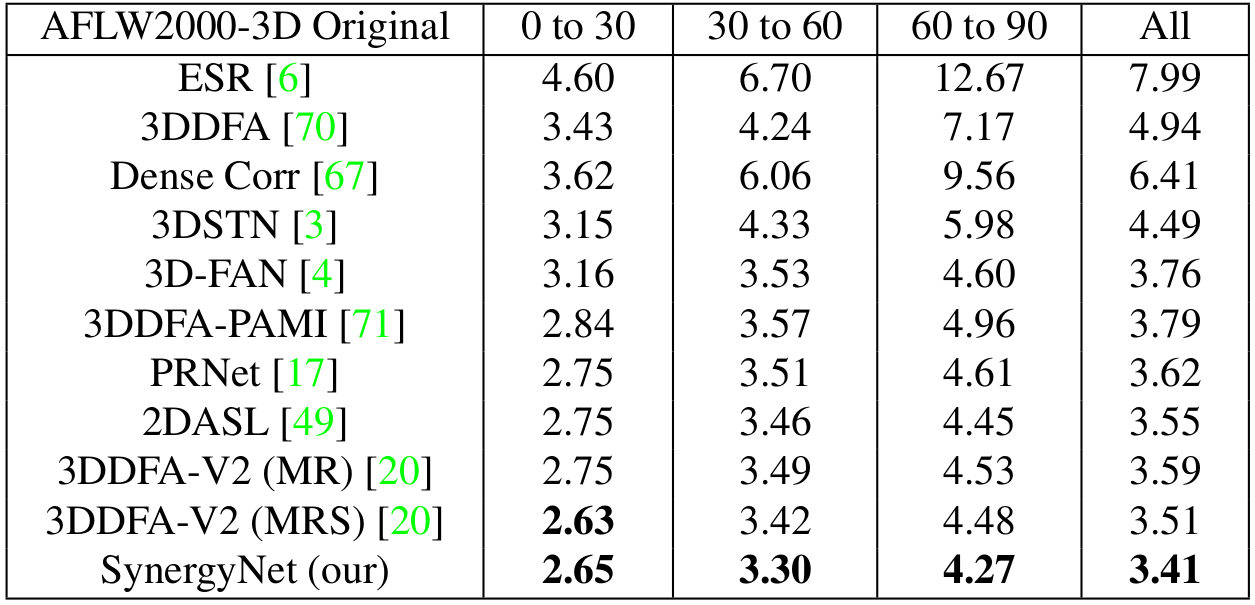 AFLW2000-3D Original 0 to 30 30 to 60 60 to 90 All
ESR [6] 4.60 6.70 12.67 7.99
3DDFA [70] 3.43 4.24 7.17 4.94
Dense Corr [67] 3.62 6.06 9.56 6.41
3DSTN [3] 3.15 4.33 5.98 4.49
3D-FAN [4] 3.16 3.53 4.60 3.76
3DDFA-PAMI [71] 2.84 3.57 4.96 3.79
PRNet [17] 2.75 3.51 4.61 3.62
2DASL [49] 2.75 3.46 4.45 3.55
3DDFA-V2 (MR) [20] 2.75 3.49 4.53 3.59
3DDFA-V2 (MRS) [20] 2.63 3.42 4.48 3.51
SynergyNet (our) 2.65 3.30 4.27 3.41